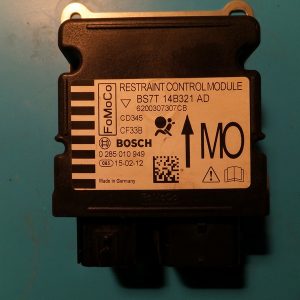 FoMoCo
RESTRAINT CONTROL MODULE
BS7T 14B321 AD
6200307307CB
CD345
CF33B
MO
BOSCH
0 285 010 949
085 15-02-12
Made in Germany